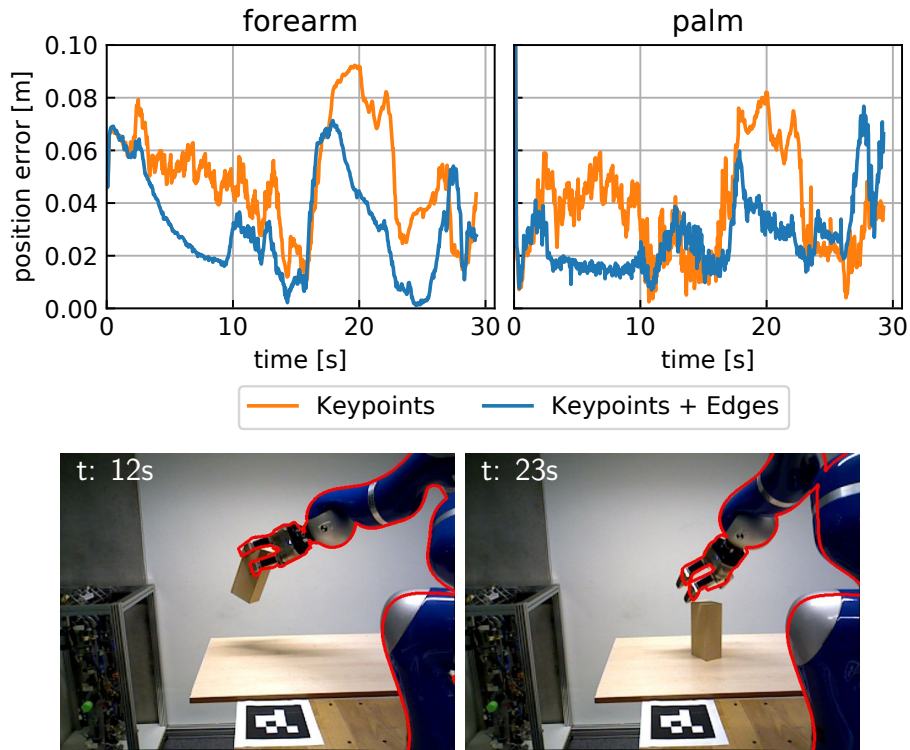 forearm
palm
position error [m]
0.10
0.08
0.06
0.04
0.02
0.00
0
10
20
30
0
10
20
30
time [s]
time [s]
Keypoints
Keypoints + Edges
t: 12s
t: 23s